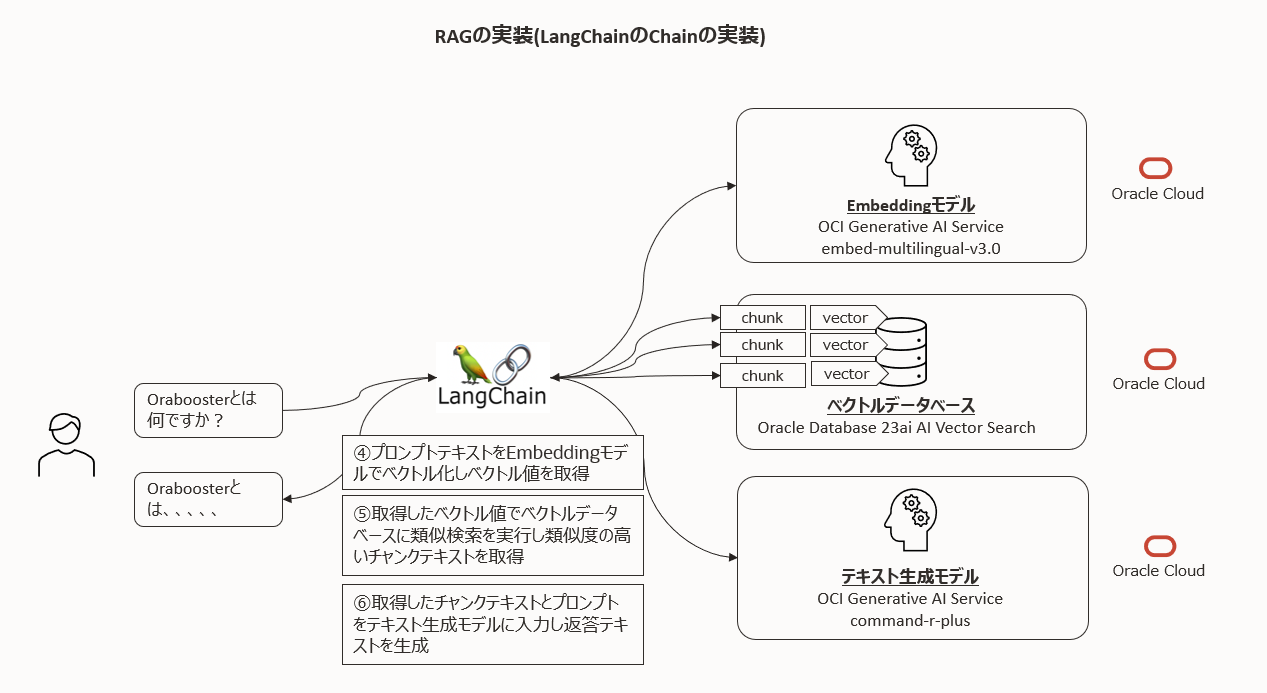 RAGの実装(LangChainのChainの実装)
Embeddingモデル
OCI Generative AI Service
embed-multilingual-v3.0
Oracle Cloud
chunk
vector
chunk
vector
chunk
vector
ベクトルデータベース
Oracle Database 23ai AI Vector Search
Oracle Cloud
LangChain
Oraboosterとは
何ですか？
Oraboosterと
は、、、、、
④プロンプトテキストをEmbeddingモデ
ルでベクトル化しベクトル値を取得
⑤取得したベクトル値でベクトルデータ
ベースに類似検索を実行し類似度の高
いチャンクテキストを取得
⑥取得したチャンクテキストとプロンプト
をテキスト生成モデルに入力し返答テキ
ストを生成
テキスト生成モデル
OCI Generative AI Service
command-r-plus
Oracle Cloud